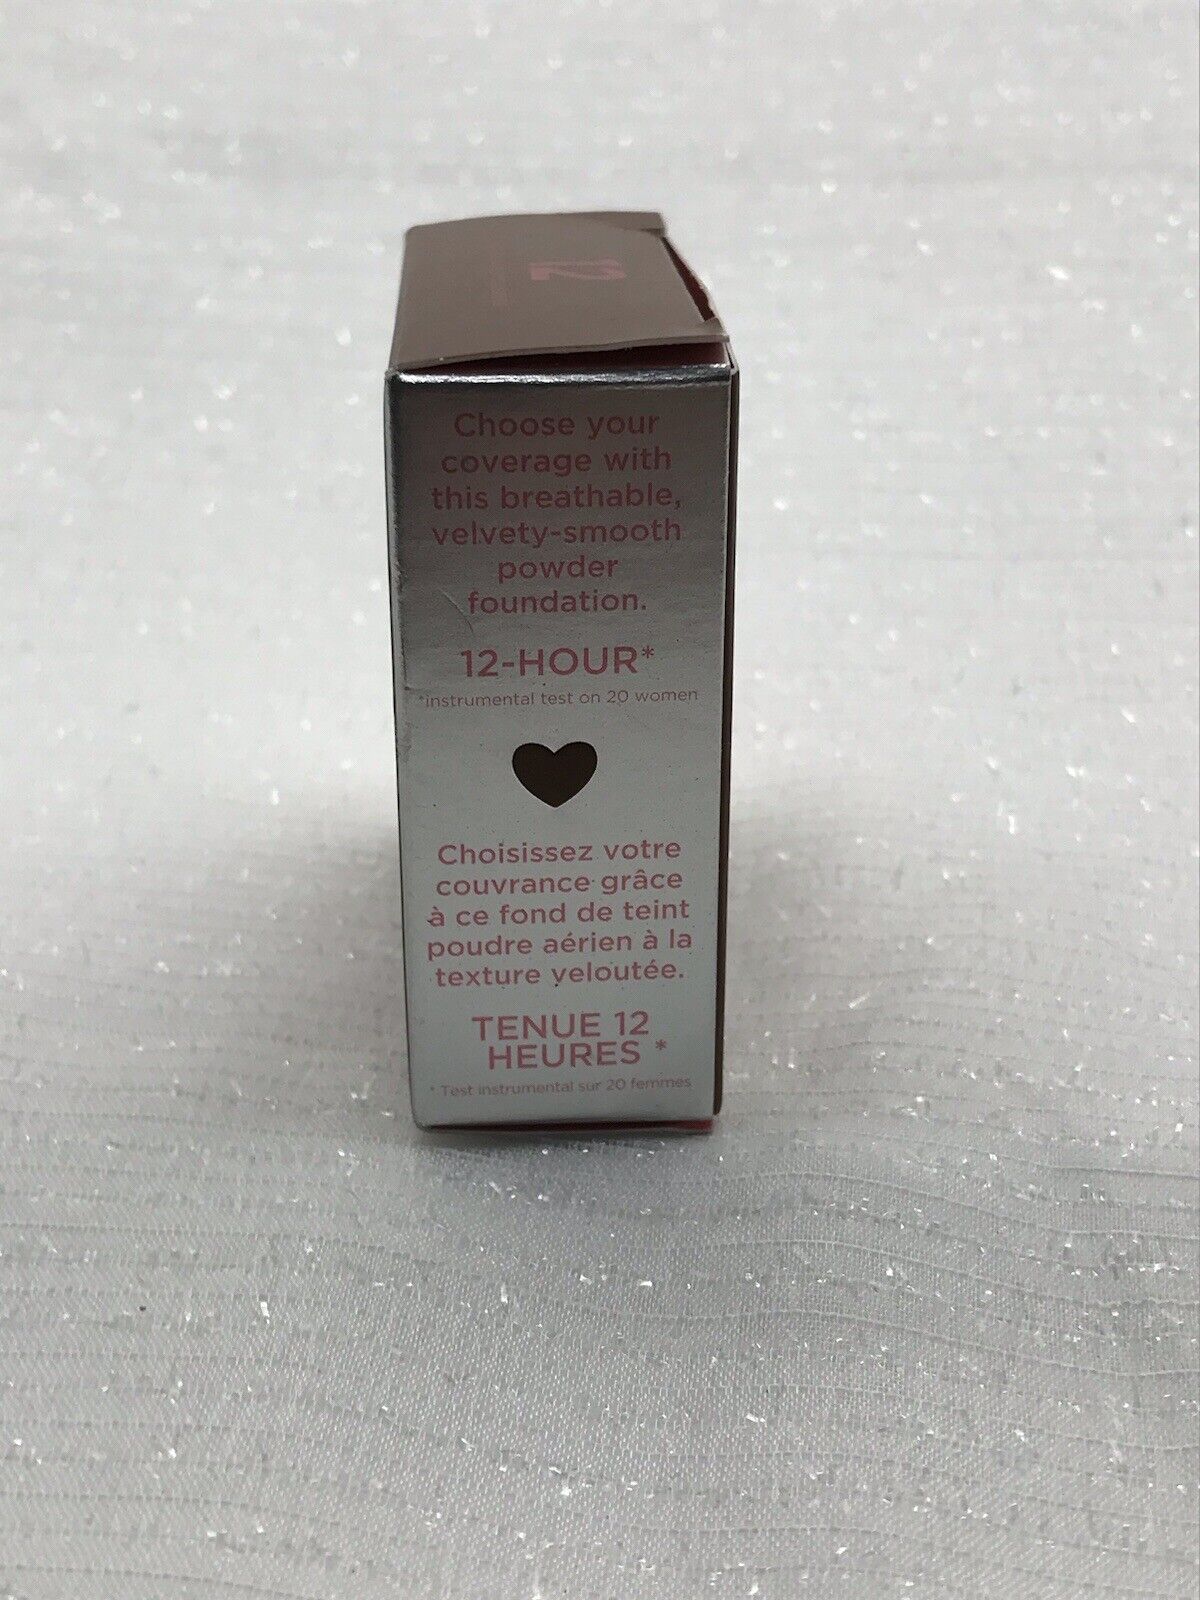 12
Choose your
coverage with
this breathable,
velvety-smooth
powder
foundation.
12-HOUR*
*instrumental test on 20 women
Choisissez votre
couvrance grâce
à ce fond de teint
poudre aérien à la
texture veloutée.
TENUE 12
HEURES *
* Test instrumental sur 20 femmes